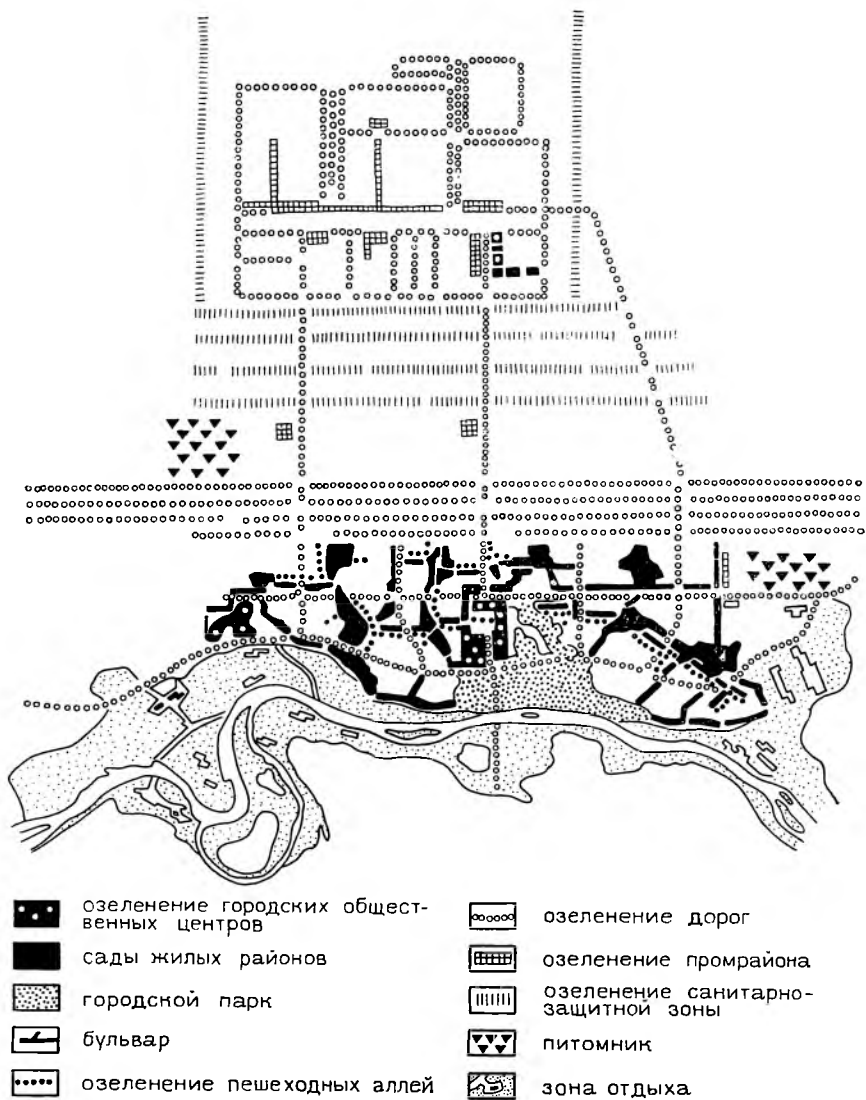 озеленение городских общест-
венных центров
сады жилых районов
городской парк
бульвар
озеленение пешеходных аллей
озеленение дорог
озеленение промрайона
озеленение санитарно-
защитной зоны
питомник
зона отдыха